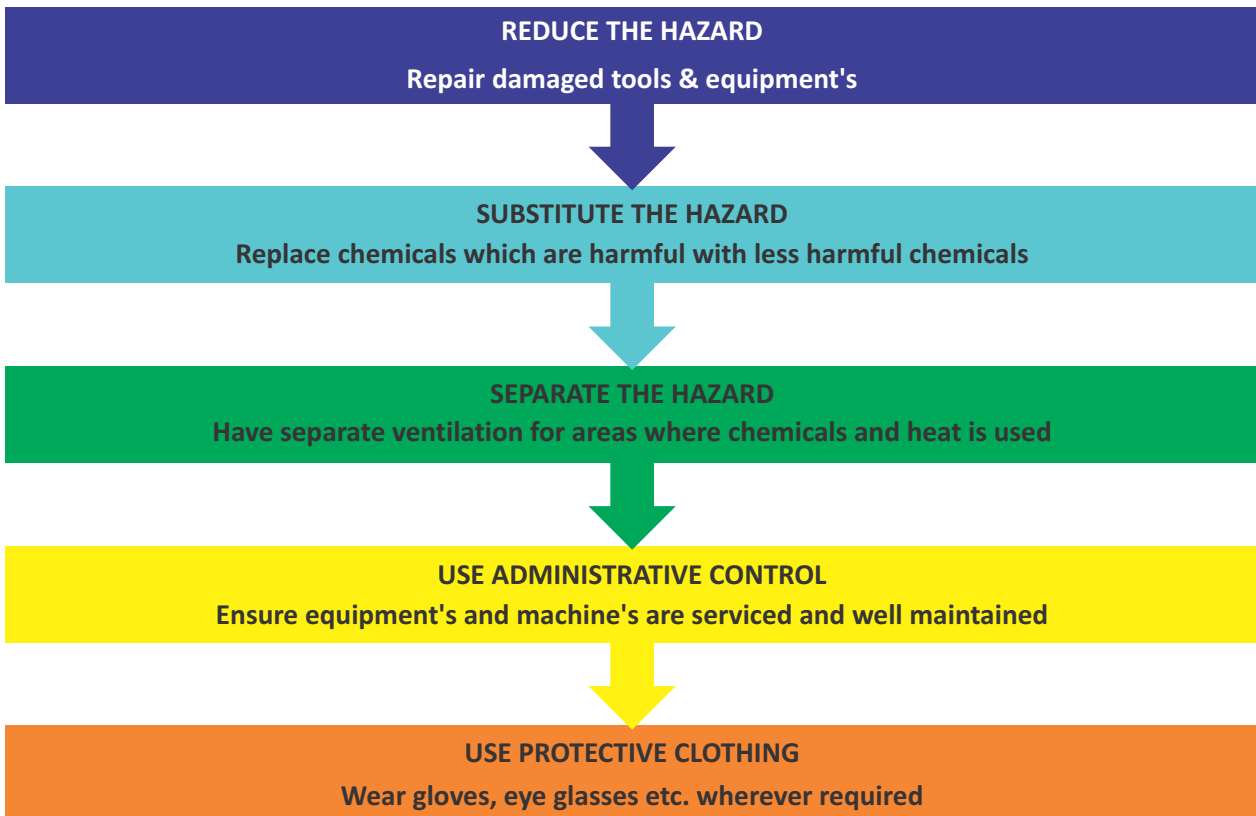 REDUCE THE HAZARD
Repair damaged tools & equipment's
SUBSTITUTE THE HAZARD
Replace chemicals which are harmful with less harmful chemicals
SEPARATE THE HAZARD
Have separate ventilation for areas where chemicals and heat is used
USE ADMINISTRATIVE CONTROL
Ensure equipment's and machine's are serviced and well maintained
USE PROTECTIVE CLOTHING
Wear gloves, eye glasses etc. wherever required